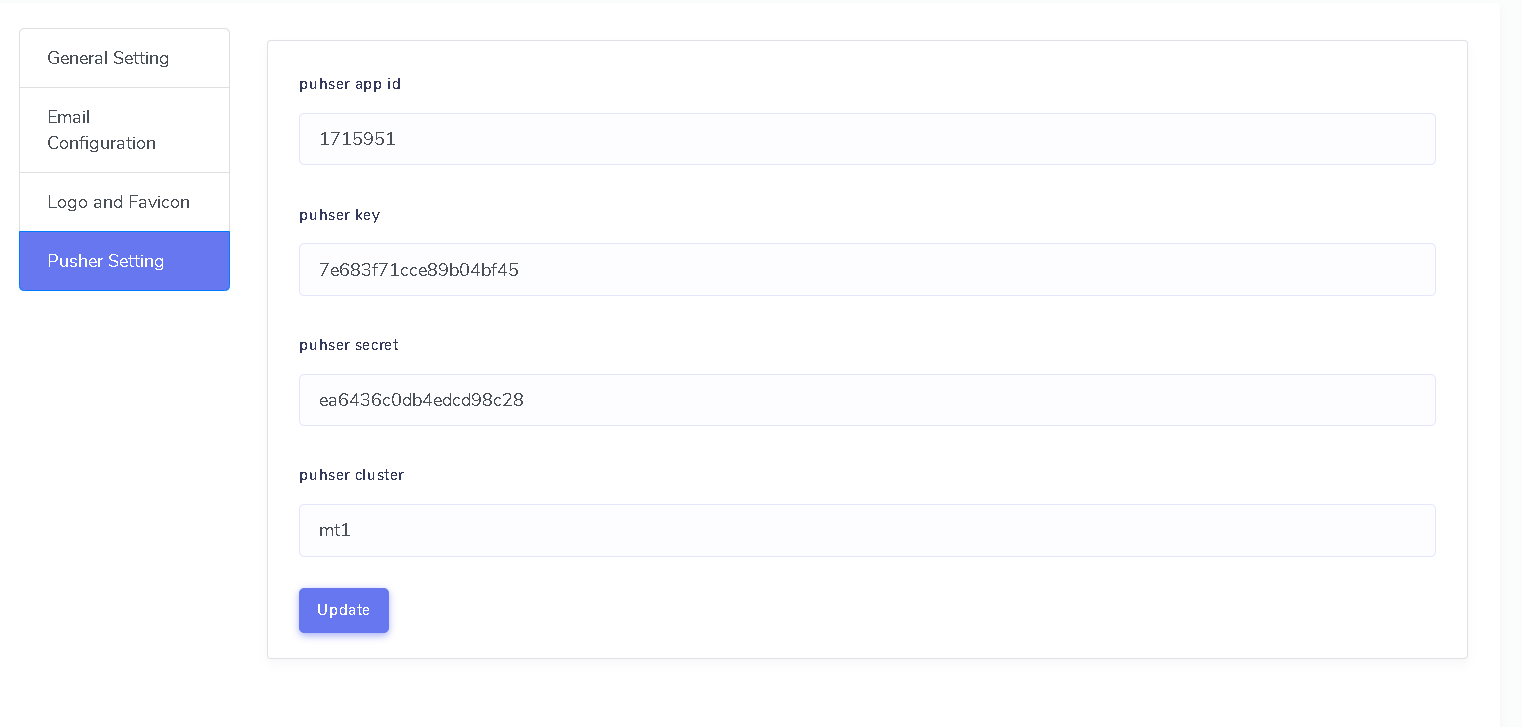 General Setting
Email
Configuration
Logo and Favicon
Pusher Setting
puhser app id
1715951
puhser key
7e683f71cce89b04bf45
puhser secret
ea6436c0db4edcd98c28
puhser cluster
mt1
Update